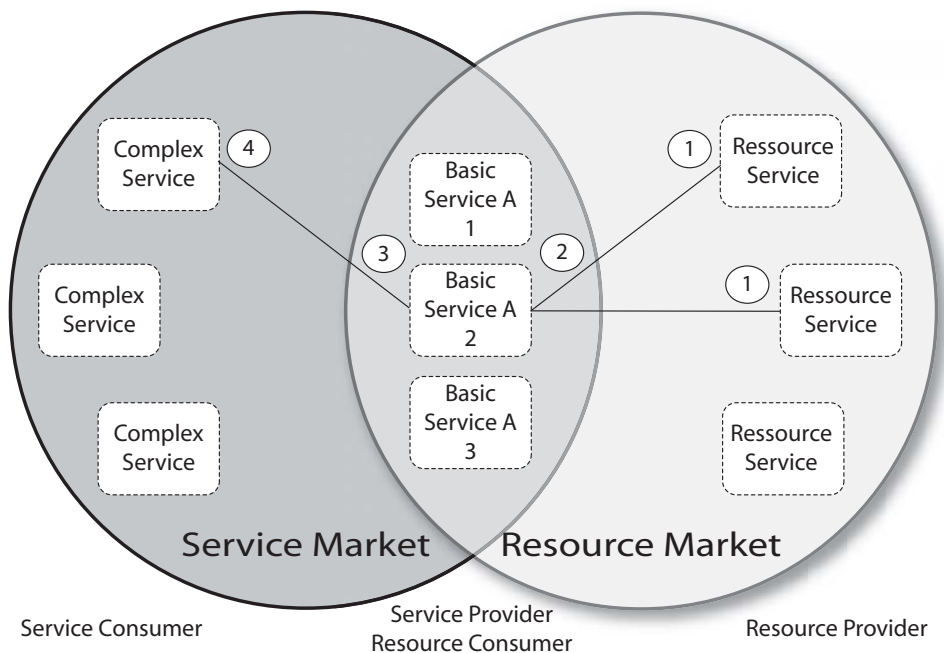 Complex
Service
4
Basic
Service A
1
1
Ressource
Service
3
2
Complex
Service
Basic
Service A
2
1
Ressource
Service
Complex
Service
Basic
Service A
3
Ressource
Service
Service Market
Resource Market
Service Consumer
Service Provider
Resource Consumer
Resource Provider